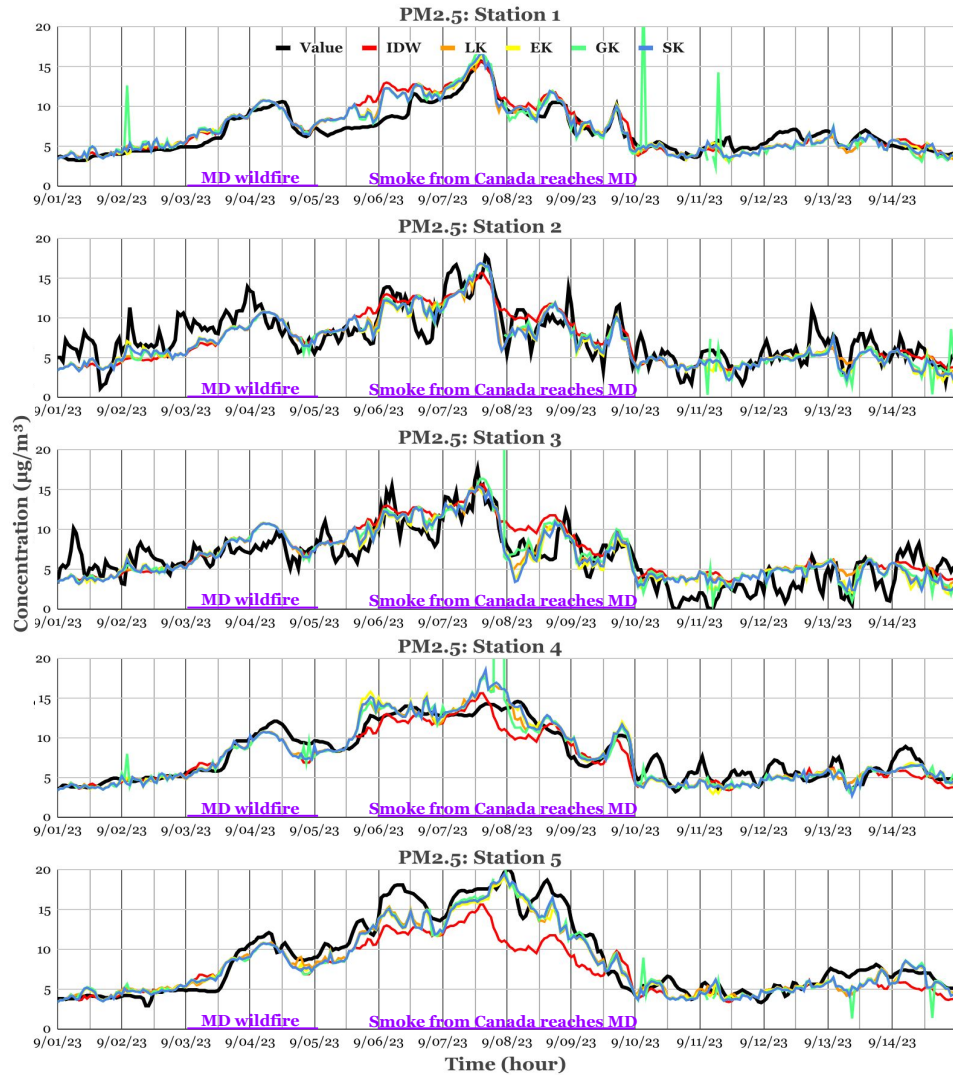 PM2.5: Station 1
20
Value IDW LK EK GK SK
15
10
5
0
MD wildfire Smoke from Canada reaches MD
9/01/23 9/02/23 9/03/23 9/04/23 9/05/23 9/06/23 9/07/23 9/08/23 9/09/23 9/10/23 9/11/23 9/12/23 9/13/23 9/14/23
PM2.5: Station 2
20
15
10
5
0
MD wildfire Smoke from Canada reaches MD
9/01/23 9/02/23 9/03/23 9/04/23 9/05/23 9/06/23 9/07/23 9/08/23 9/09/23 9/10/23 9/11/23 9/12/23 9/13/23 9/14/23
Concentration (µg/m³)
PM2.5: Station 3
20
15
10
5
0
MD wildfire Smoke from Canada reaches MD
9/01/23 9/02/23 9/03/23 9/04/23 9/05/23 9/06/23 9/07/23 9/08/23 9/09/23 9/10/23 9/11/23 9/12/23 9/13/23 9/14/23
PM2.5: Station 4
20
15
10
5
0
MD wildfire Smoke from Canada reaches MD
9/01/23 9/02/23 9/03/23 9/04/23 9/05/23 9/06/23 9/07/23 9/08/23 9/09/23 9/10/23 9/11/23 9/12/23 9/13/23 9/14/23
PM2.5: Station 5
20
15
10
5
0
MD wildfire Smoke from Canada reaches MD
9/01/23 9/02/23 9/03/23 9/04/23 9/05/23 9/06/23 9/07/23 9/08/23 9/09/23 9/10/23 9/11/23 9/12/23 9/13/23 9/14/23
Time (hour)